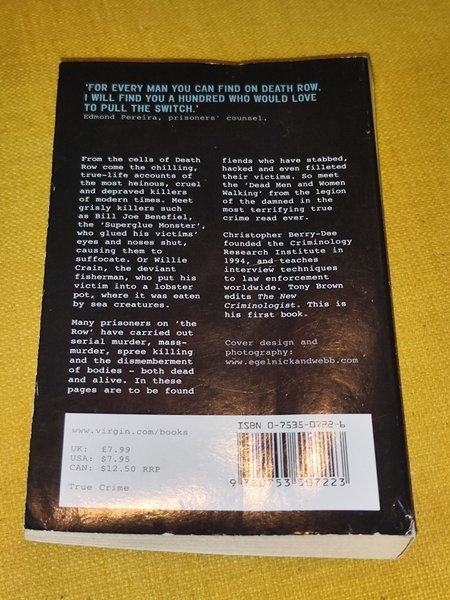 'FOR EVERY MAN YOU CAN FIND ON DEATH ROW,
I WILL FIND YOU A HUNDRED WHO WOULD LOVE
TO PULL THE SWITCH.'
Edmond Pereira, prisoners' counsel.
From the cells of Death
Row come the chilling,
true-life accounts of
the most heinous, cruel
and depraved killers
of modern times. Meet
grisly killers such
as Bill Joe Benefiel,
the 'Superglue Monster',
who glued his victims'
eyes and noses shut,
causing them to
suffocate. Or Willie
Crain, the deviant
fisherman, who put his
victim into a lobster
pot, where it was eaten
by sea creatures.
Many prisoners on 'the
Row' have carried out
serial murder, mass-
murder, spree killing
and the dismemberment
of bodies – both dead
and alive. In these
pages are to be found
fiends who have stabbed,
hacked and even filleted
their victims. So meet
the 'Dead Men and Women
Walking' from the legion
of the damned in the
most terrifying true
crime read ever.
Christopher Berry-Dee
founded the Criminology
Research Institute in
1994, and teaches
interview techniques
to law enforcement
worldwide. Tony Brown
edits The New
Criminologist. This is
his first book.
Cover design and
photography:
www.egelnickandwebb.com
www.virgin.com/books
UK: £7.99
USA: $7.95
CAN: $12.50 RRP
True Crime
ISBN 0-7535-0722-6
9 780753 507223